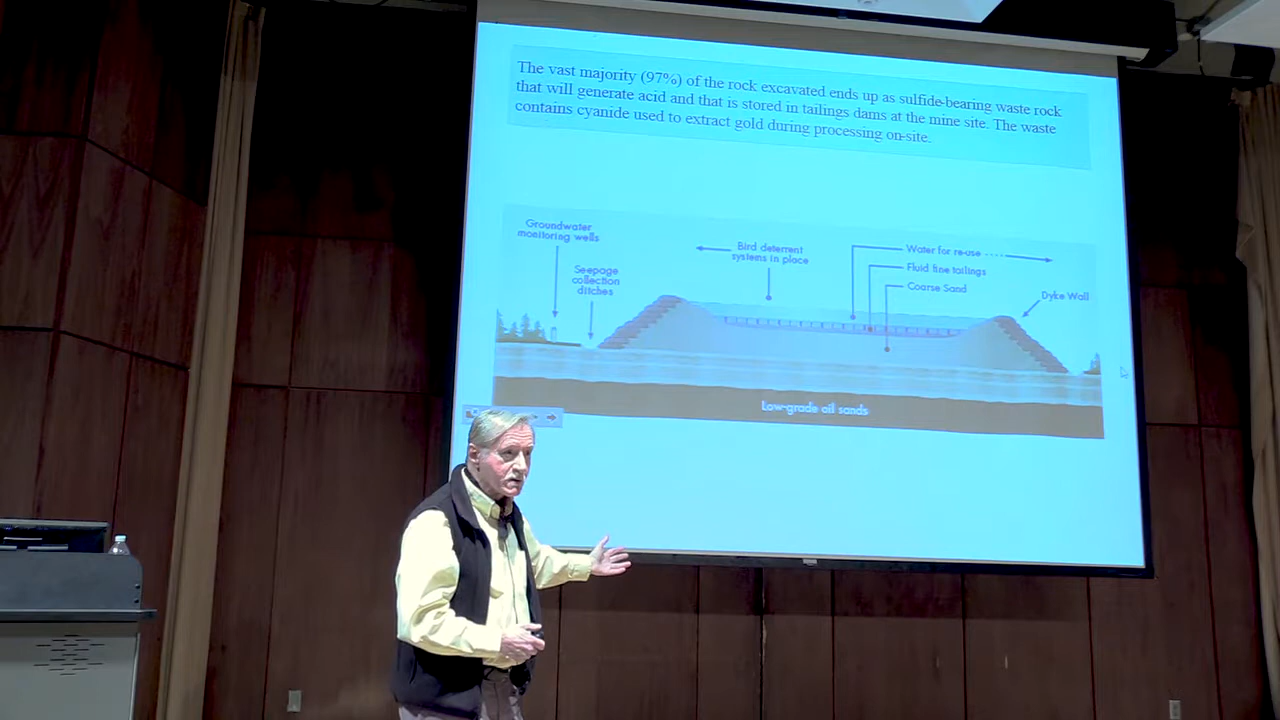 The vast majority (97%) of the rock excavated ends up as sulfide-bearing waste rock
that will generate acid and that is stored in tailings dams at the mine site. The waste
contains cyanide used to extract gold during processing on-site.
Groundwater
monitoring wells
Seepage
collection
ditches
Bird deterrent
systems in place
Water for re-use
Fluid fine tailings
Coarse Sand
Dyke Wall
Low-grade oil sands